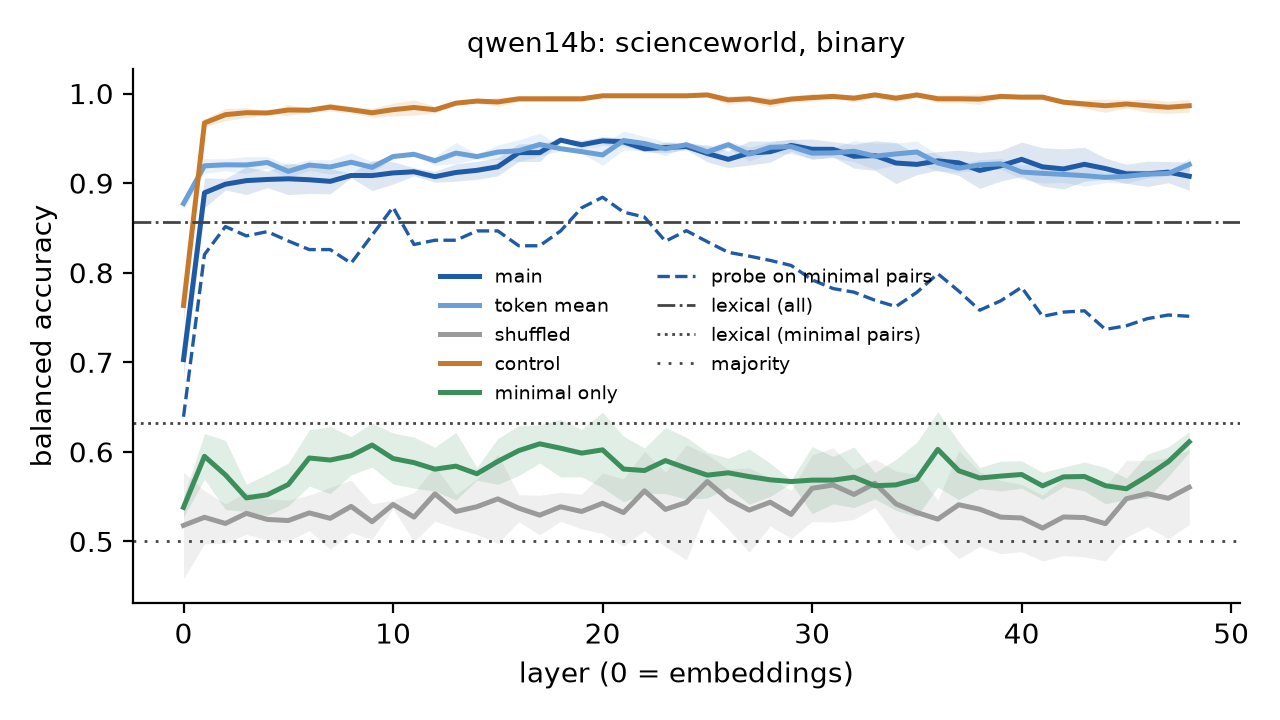 qwen14b: scienceworld, binary
balanced accuracy
1.0
0.9
0.8
0.7
0.6
0.5
main
token mean
shuffled
control
minimal only
probe on minimal pairs
lexical (all)
lexical (minimal pairs)
majority
0 10 20 30 40 50
layer (0 = embeddings)